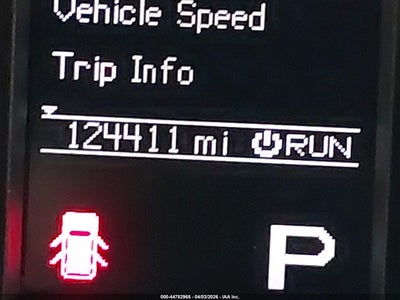 Vehicle Speed
Trip Info
124411 mi RUN
P
000-44782968 - 04/03/2026 - IAA Inc.